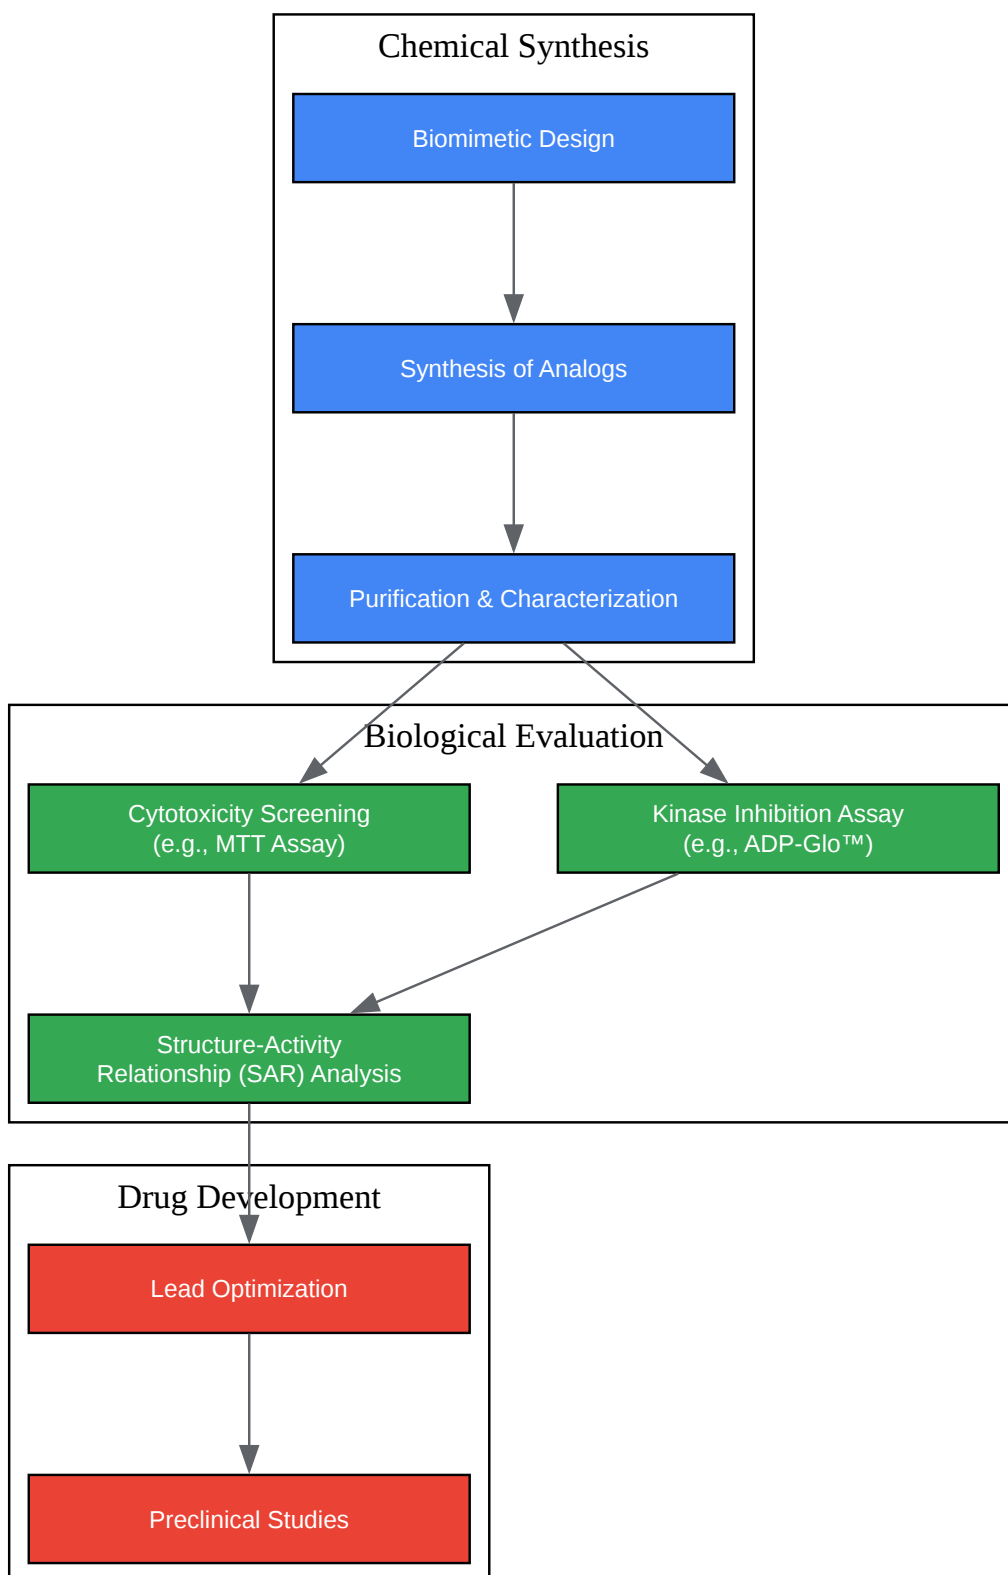 Chemical Synthesis
Biomimetic Design
Synthesis of Analogs
Purification & Characterization
Biological Evaluation
Cytotoxicity Screening
(e.g., MTT Assay)
Kinase Inhibition Assay
(e.g., ADP-Glo™)
Structure-Activity
Relationship (SAR) Analysis
Drug Development
Lead Optimization
Preclinical Studies